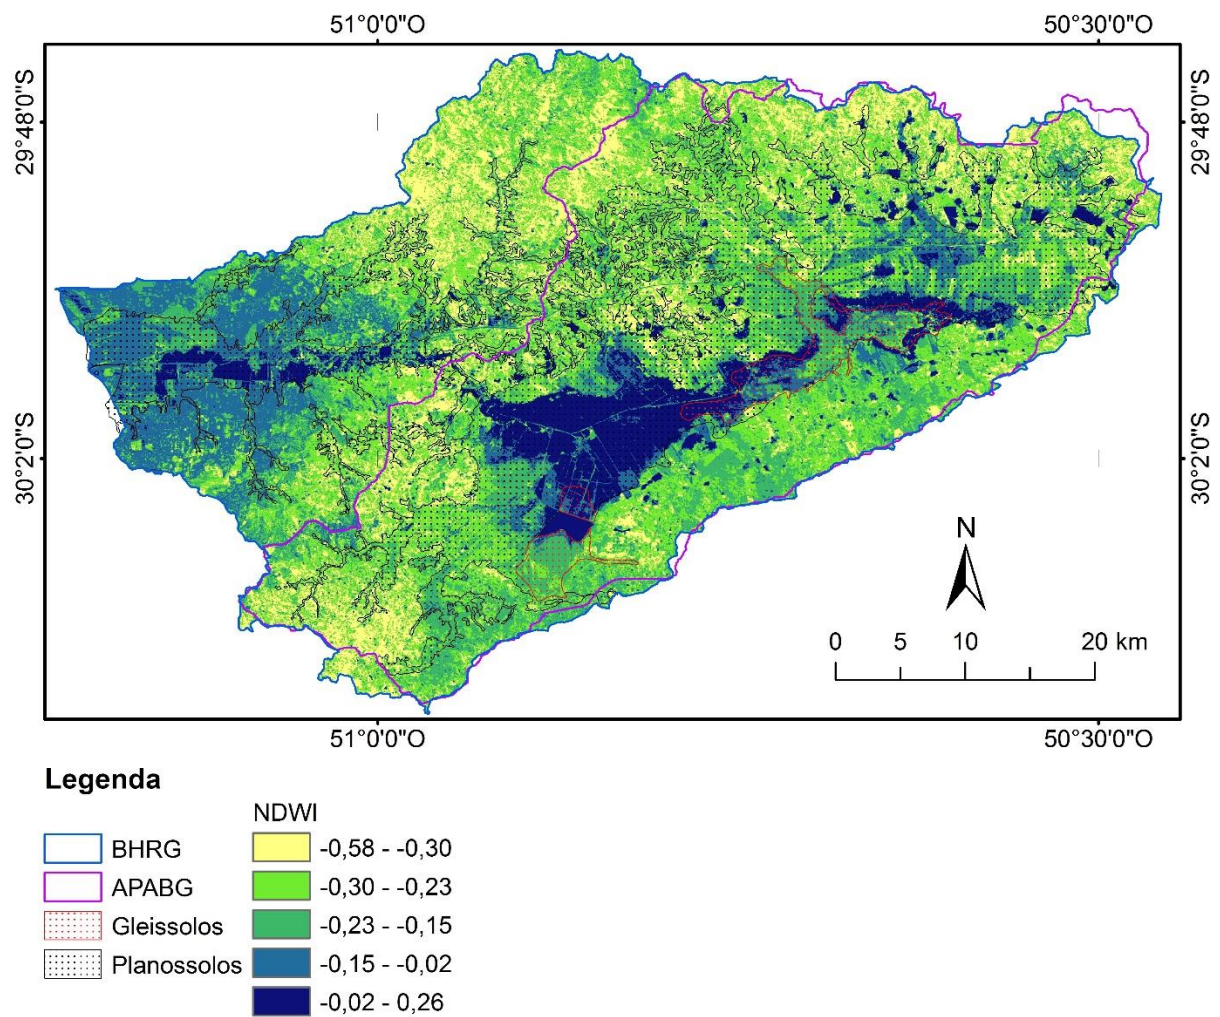 51°0'0"O 50°30'0"O
29°48'0"S 29°48'0"S
30°2'0"S 30°2'0"S
N
0 5 10 20 km
51°0'0"O 50°30'0"O
Legenda
NDWI
BHRG -0,58 - -0,30
APABG -0,30 - -0,23
Gleissolos -0,23 - -0,15
Planossolos -0,15 - -0,02
-0,02 - 0,26